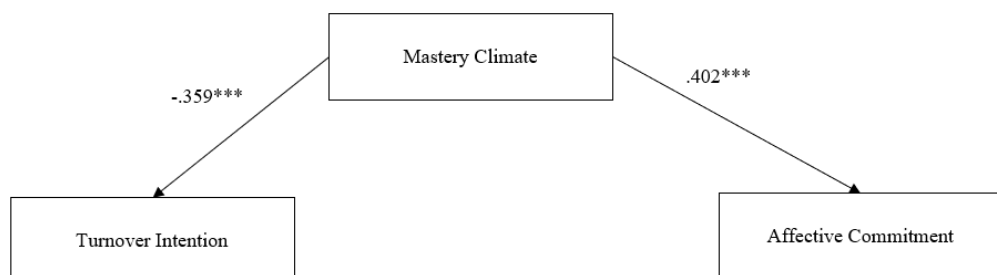 Mastery Climate
-.359***
.402***
Turnover Intention
Affective Commitment